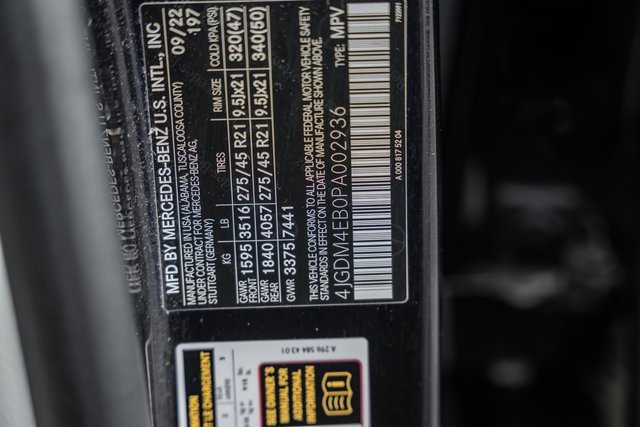 MFD BY MERCEDES-BENZ U.S. INTL., INC
09/22
197
MANUFACTURED IN USA (ALABAMA, TUSCALOOSA COUNTY)
UNDER CONTRACT FROM MERCEDES-BENZ AG,
STUTTGART (GERMANY)
KG LB TIRES RIM SIZE COLD KPA (PSI)
GAWR FRONT 1595 3516 275/45 R21 9.5Jx21 320(47)
GAWR REAR 1840 4057 275/45 R21 9.5Jx21 340(50)
GVWR 3375 7441
THIS VEHICLE CONFORMS TO ALL APPLICABLE FEDERAL MOTOR VEHICLE SAFETY
STANDARDS IN EFFECT ON THE DATE OF MANUFACTURE SHOWN ABOVE.
4JGDM4EB0PA002936 TYPE: MPV
A 000 817 52 04
A 296 584 43 01
SEE OWNER'S
MANUAL FOR
ADDITIONAL
INFORMATION
LE CHARGEMENT